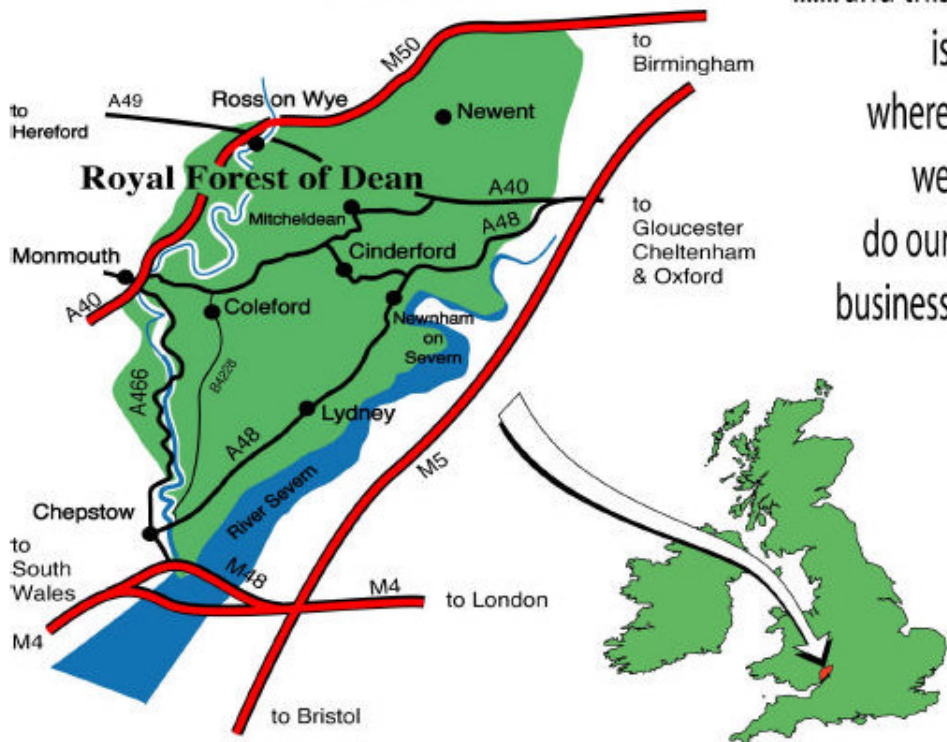 is
where
we
do our
business
M50
to
Birmingham
A49
Ross on Wye
to
Hereford
Newent
Royal Forest of Dean
A40
Mitcheldean
A48
to
Gloucester
Cheltenham
& Oxford
Monmouth
Cinderford
A40
Coleford
Newnham
on
Severn
B4228
A466
Lydney
A48
M5
River Severn
Chepstow
to
South
Wales
M48
M4
to London
M4
to Bristol